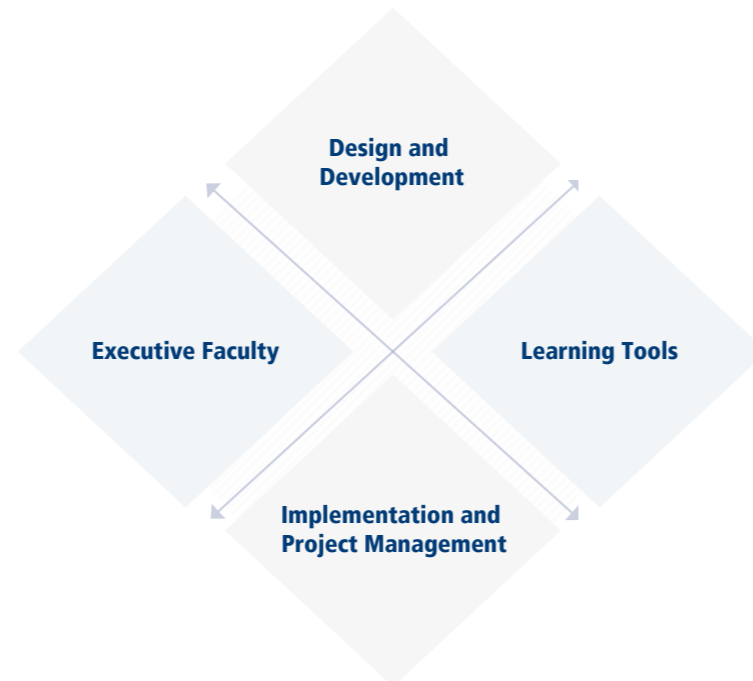 Design and
Development
Executive Faculty
Learning Tools
Implementation and
Project Management